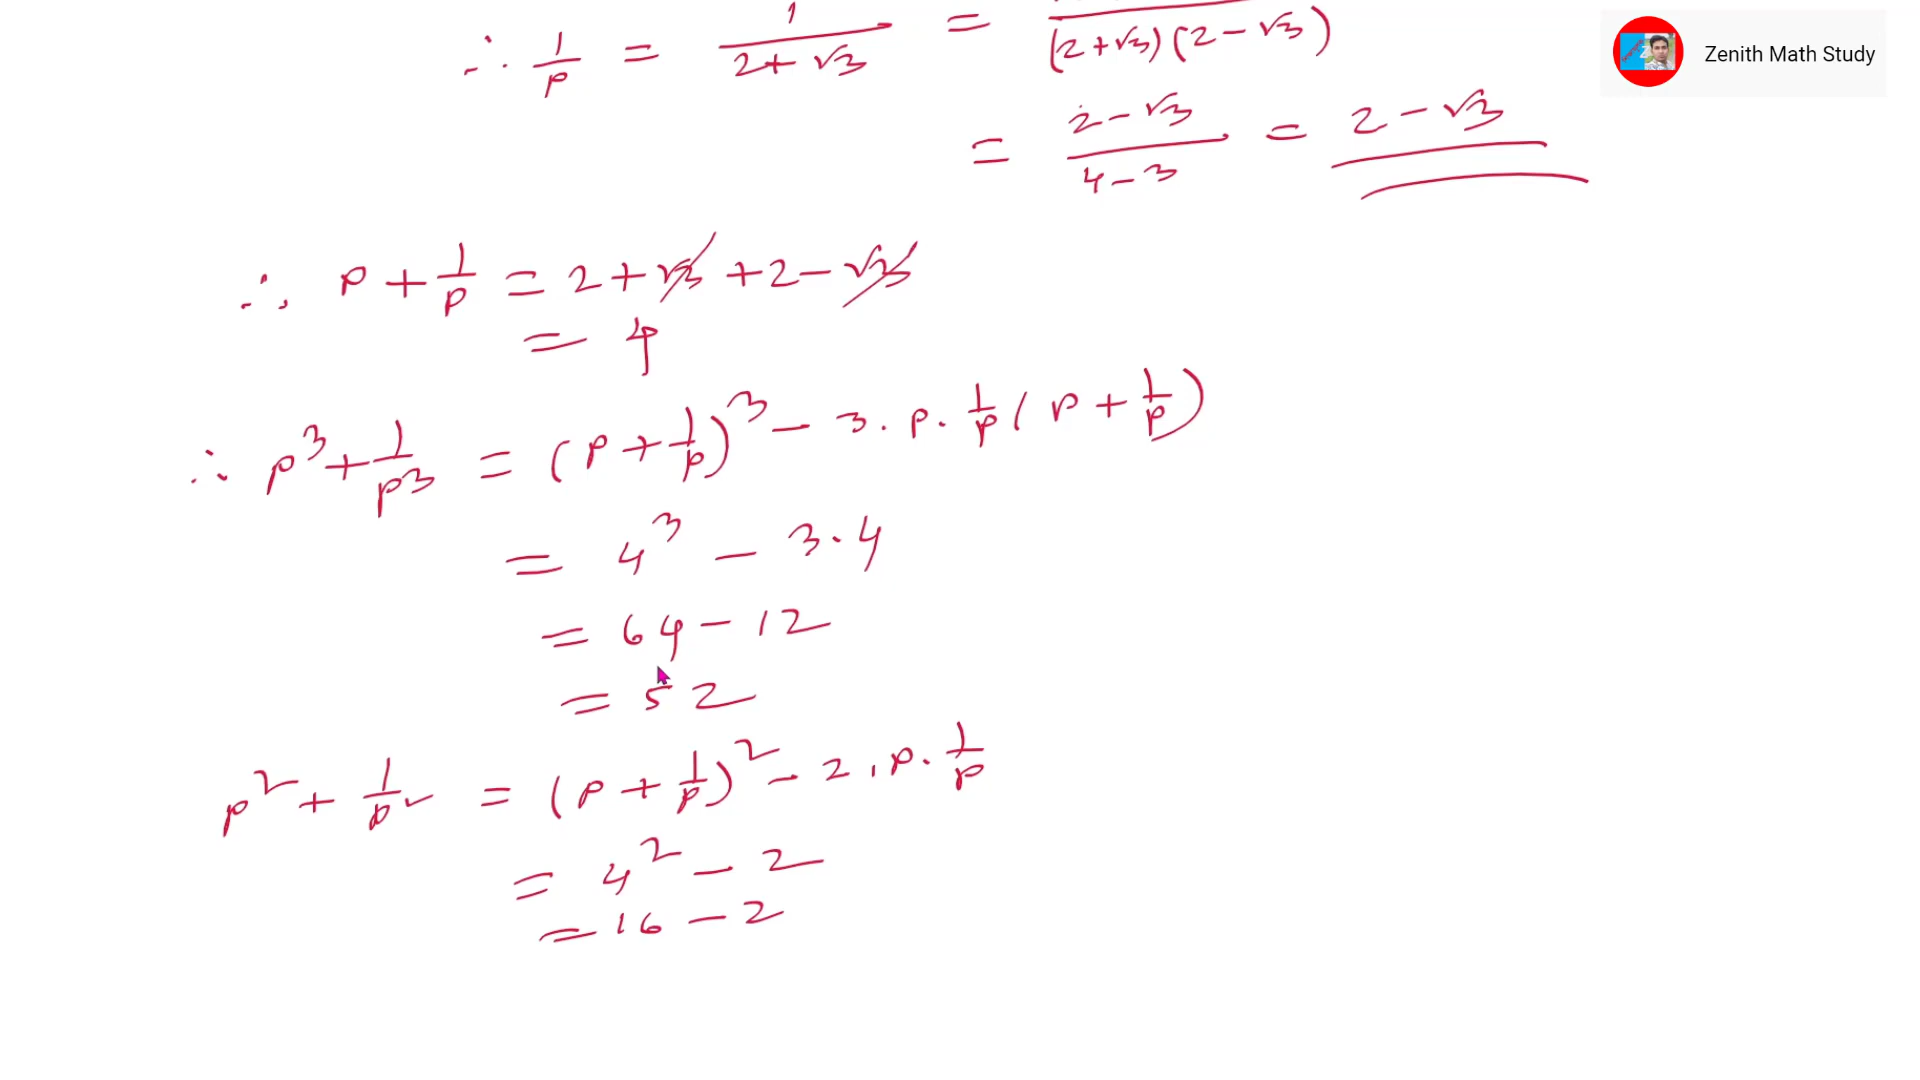 ∴ 1/p = 1/(2+√3) = /(2+√3)(2-√3)
Zenith Math Study
= (2-√3)/(4-3) = 2-√3
∴ p + 1/p = 2+√3 +2-√3
= 4
∴ p³ + 1/p³ = (p + 1/p)³ - 3.p.1/p(p + 1/p)
= 4³ - 3.4
= 64 - 12
= 52
p² + 1/p² = (p + 1/p)² - 2.p.1/p
= 4² - 2
= 16 - 2